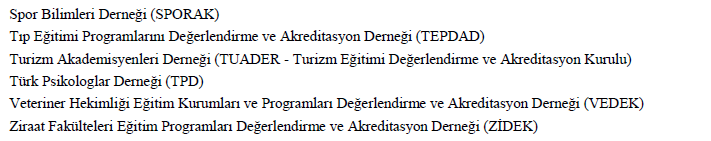 Spor Bilimleri Derneği (SPORAK)
Tıp Eğitimi Programlarını Değerlendirme ve Akreditasyon Derneği (TEPDAD)
Turizm Akademisyenleri Derneği (TUADER - Turizm Eğitimi Değerlendirme ve Akreditasyon Kurulu)
Türk Psikologlar Derneği (TPD)
Veteriner Hekimliği Eğitim Kurumları ve Programları Değerlendirme ve Akreditasyon Derneği (VEDEK)
Ziraat Fakülteleri Eğitim Programları Değerlendirme ve Akreditasyon Derneği (ZİDEK)